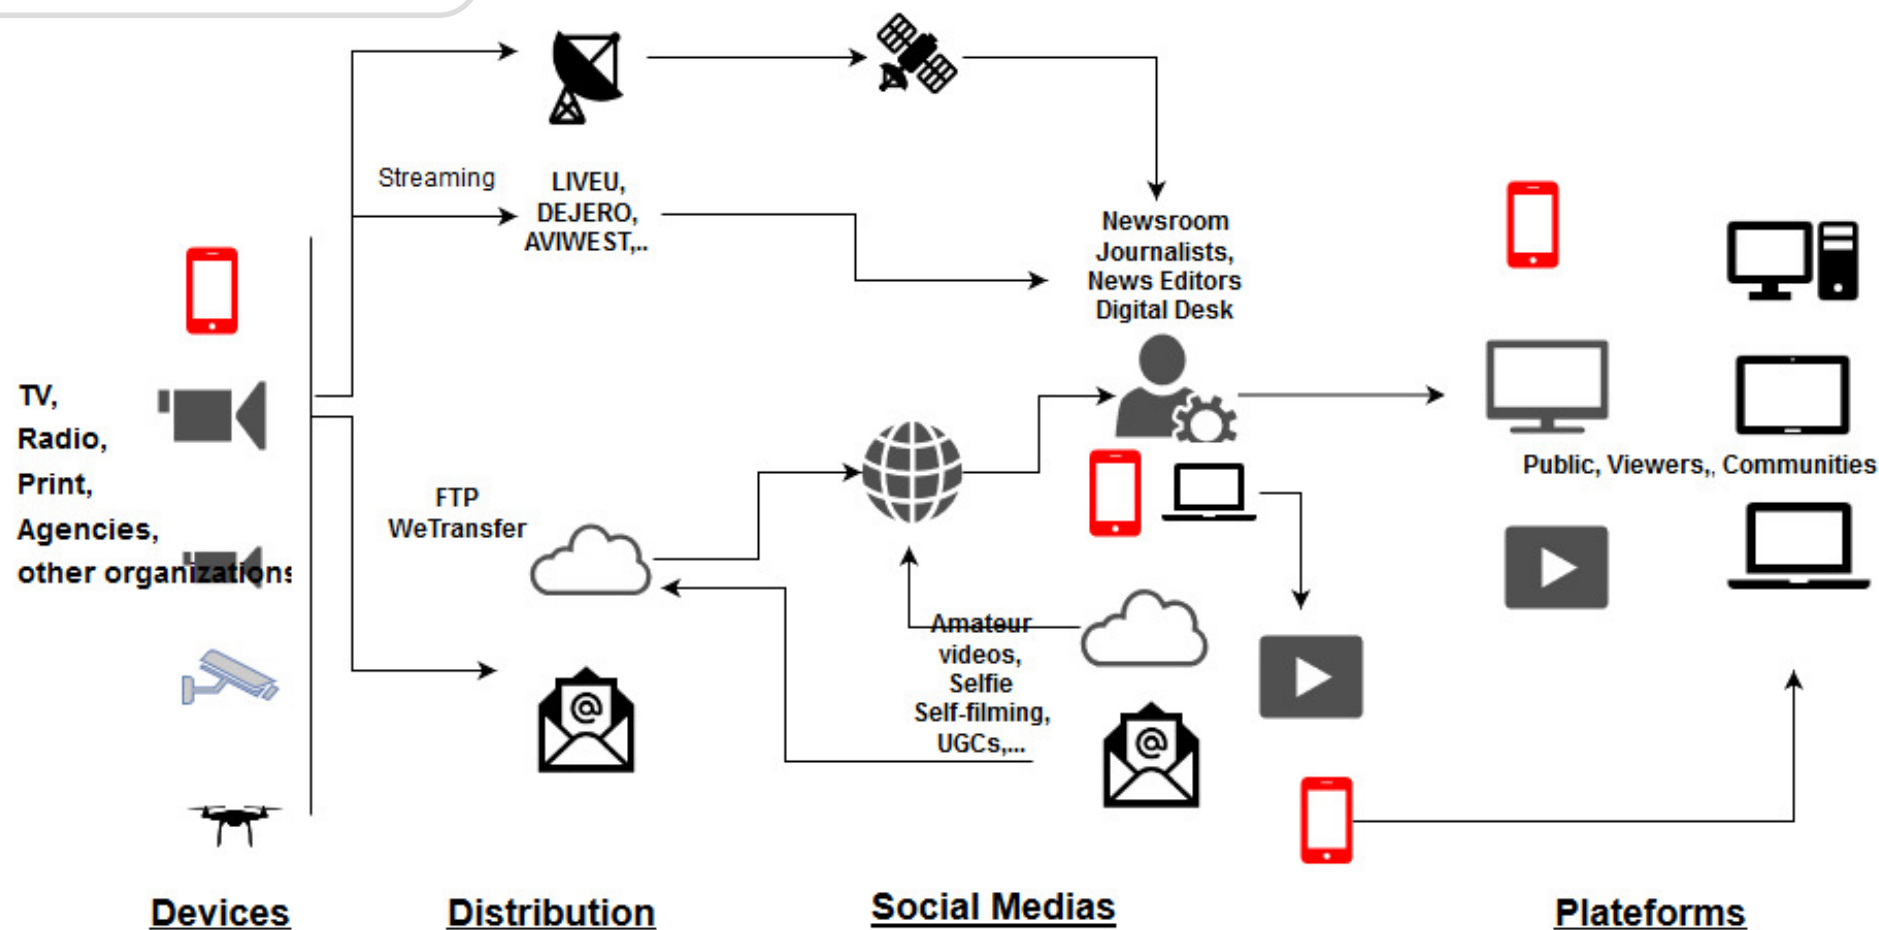 Streaming
LIVEU,
DEJERO,
AVIWEST,..
Newsroom
Journalists,
News Editors
Digital Desk
TV,
Radio,
Print,
Agencies,
other organizations
FTP
WeTransfer
@
Amateur
videos,
Selfie
Self-filming,
UGCs,...
@
Public, Viewers,, Communities
Devices
Distribution
Social Medias
Plateforms